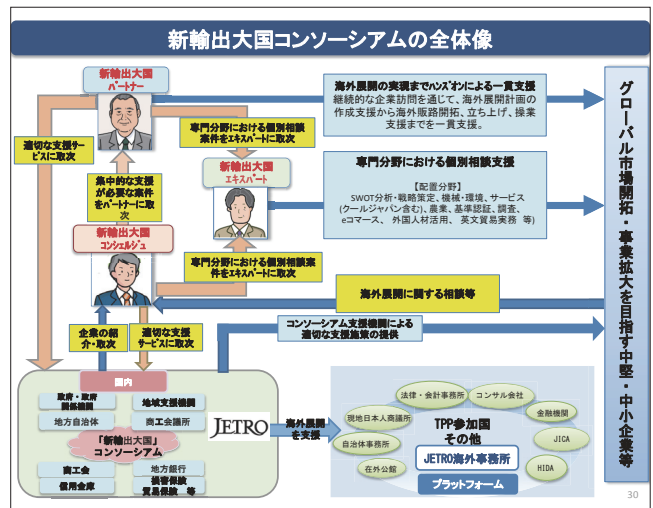 新輸出大国コンソーシアムの全体像
新輸出大国
パートナー
海外展開の実現までハンズオンによる一貫支援
継続的な企業訪問を通じて、海外展開計画の
作成支援から海外販路開拓、立ち上げ、操業
支援までを一貫支援。
適切な支援サー
ビスに取次
専門分野における個別相談
案件をエキスパートに取次
集中的な支援
が必要な案件
をパートナーに取
次
新輸出大国
エキスパート
専門分野における個別相談支援
【配置分野】
SWOT分析・戦略策定、機械・環境、サービス
(クールジャパン含む)、農業、基準認証、調査、
eコマース、 外国人材活用、 英文貿易実務 等)
新輸出大国
コンシェルジュ
専門分野における個別相談案
件をエキスパートに取次
海外展開に関する相談等
企業の紹
介・取次
適切な支援
サービスに取次
コンソーシアム支援機関による
適切な支援施策の提供
グローバル市場開拓・事業拡大を目指す中堅・中小企業等
国内
政府・政府
関係機関
地域支援機関
地方自治体
商工会議所
「新輸出大国」
コンソーシアム
商工会
地方銀行
信用金庫
損害保険
貿易保険 等
JETRO
海外展開
を支援
法律・会計事務所
コンサル会社
現地日本人商議所
金融機関
自治体事務所
JICA
在外公館
HIDA
TPP参加国
その他
JETRO海外事務所
プラットフォーム
30